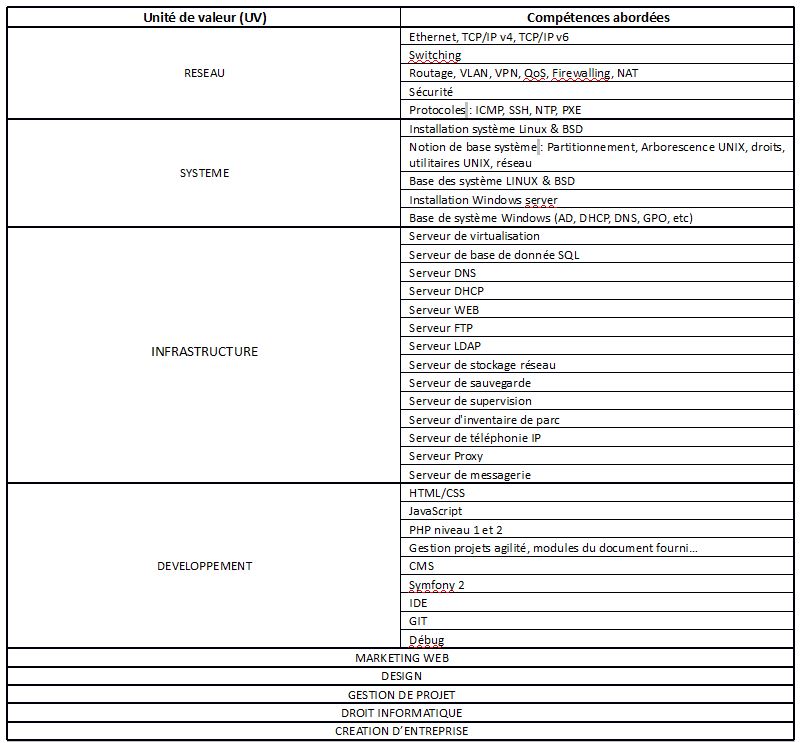 Unité de valeur (UV) Compétences abordées
RESEAU
Ethernet, TCP/IP v4, TCP/IP v6
Switching
Routage, VLAN, VPN, QoS, Firewalling, NAT
Sécurité
Protocoles : ICMP, SSH, NTP, PXE
SYSTEME
Installation système Linux & BSD
Notion de base système : Partitionnement, Arborescence UNIX, droits,
utilitaires UNIX, réseau
Base des système LINUX & BSD
Installation Windows server
Base de système Windows (AD, DHCP, DNS, GPO, etc)
INFRASTRUCTURE
Serveur de virtualisation
Serveur de base de donnée SQL
Serveur DNS
Serveur DHCP
Serveur WEB
Serveur FTP
Serveur LDAP
Serveur de stockage réseau
Serveur de sauvegarde
Serveur de supervision
Serveur d'inventaire de parc
Serveur de téléphonie IP
Serveur Proxy
Serveur de messagerie
DEVELOPPEMENT
HTML/CSS
JavaScript
PHP niveau 1 et 2
Gestion projets agilité, modules du document fourni...
CMS
Symfony 2
IDE
GIT
Débug
MARKETING WEB
DESIGN
GESTION DE PROJET
DROIT INFORMATIQUE
CREATION D'ENTREPRISE